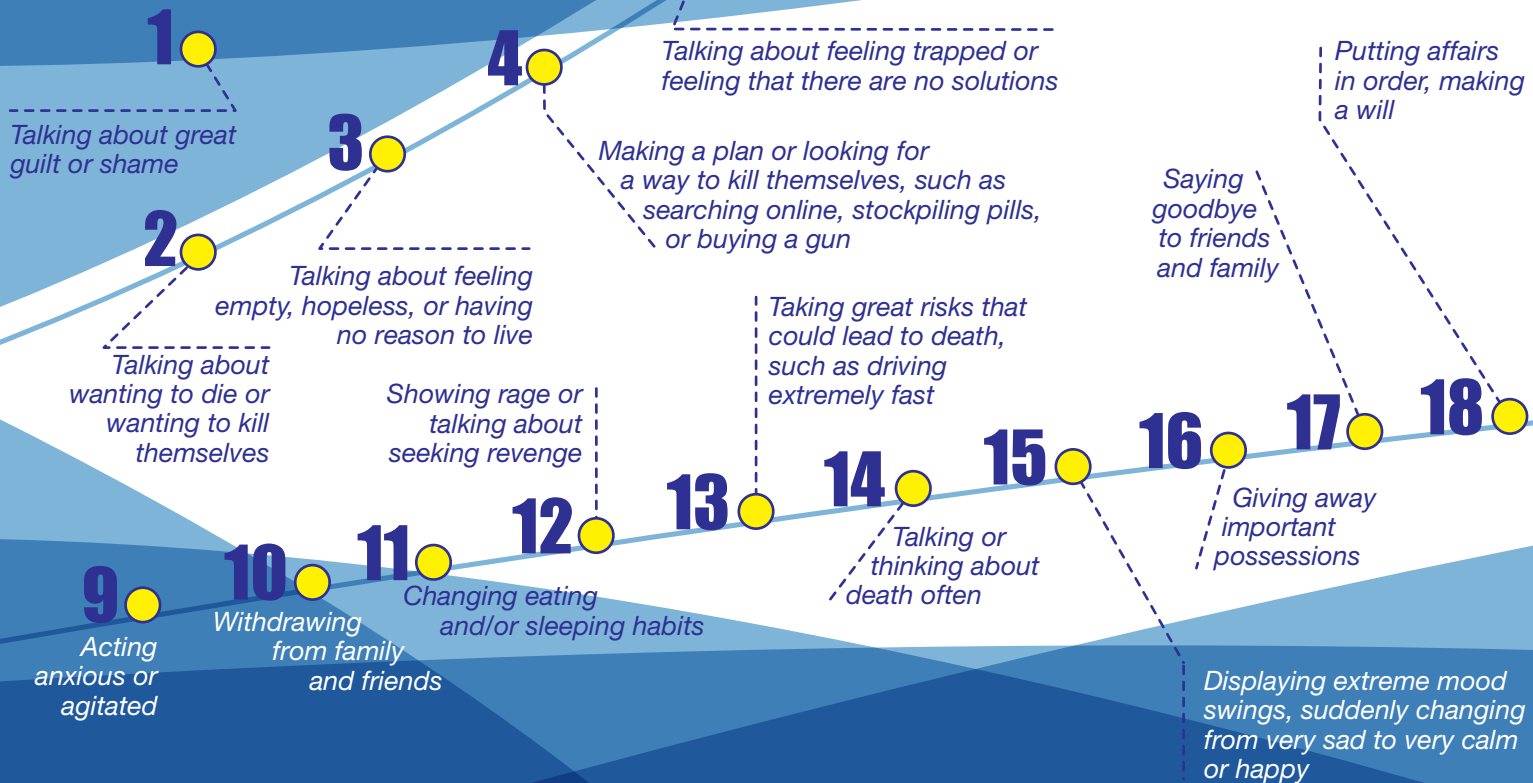 1
Talking about great
guilt or shame
2
Talking about
wanting to die or
wanting to kill
themselves
3
Talking about feeling
empty, hopeless, or having
no reason to live
4
Making a plan or looking for
a way to kill themselves, such as
searching online, stockpiling pills,
or buying a gun
Talking about feeling trapped or
feeling that there are no solutions
9
Acting
anxious or
agitated
10
Withdrawing
from family
and friends
11
Changing eating
and/or sleeping habits
12
Showing rage or
talking about
seeking revenge
13
Taking great risks that
could lead to death,
such as driving
extremely fast
14
Talking or
thinking about
death often
15
Displaying extreme mood
swings, suddenly changing
from very sad to very calm
or happy
16
Giving away
important
possessions
17
Saying
goodbye
to friends
and family
18
Putting affairs
in order, making
a will